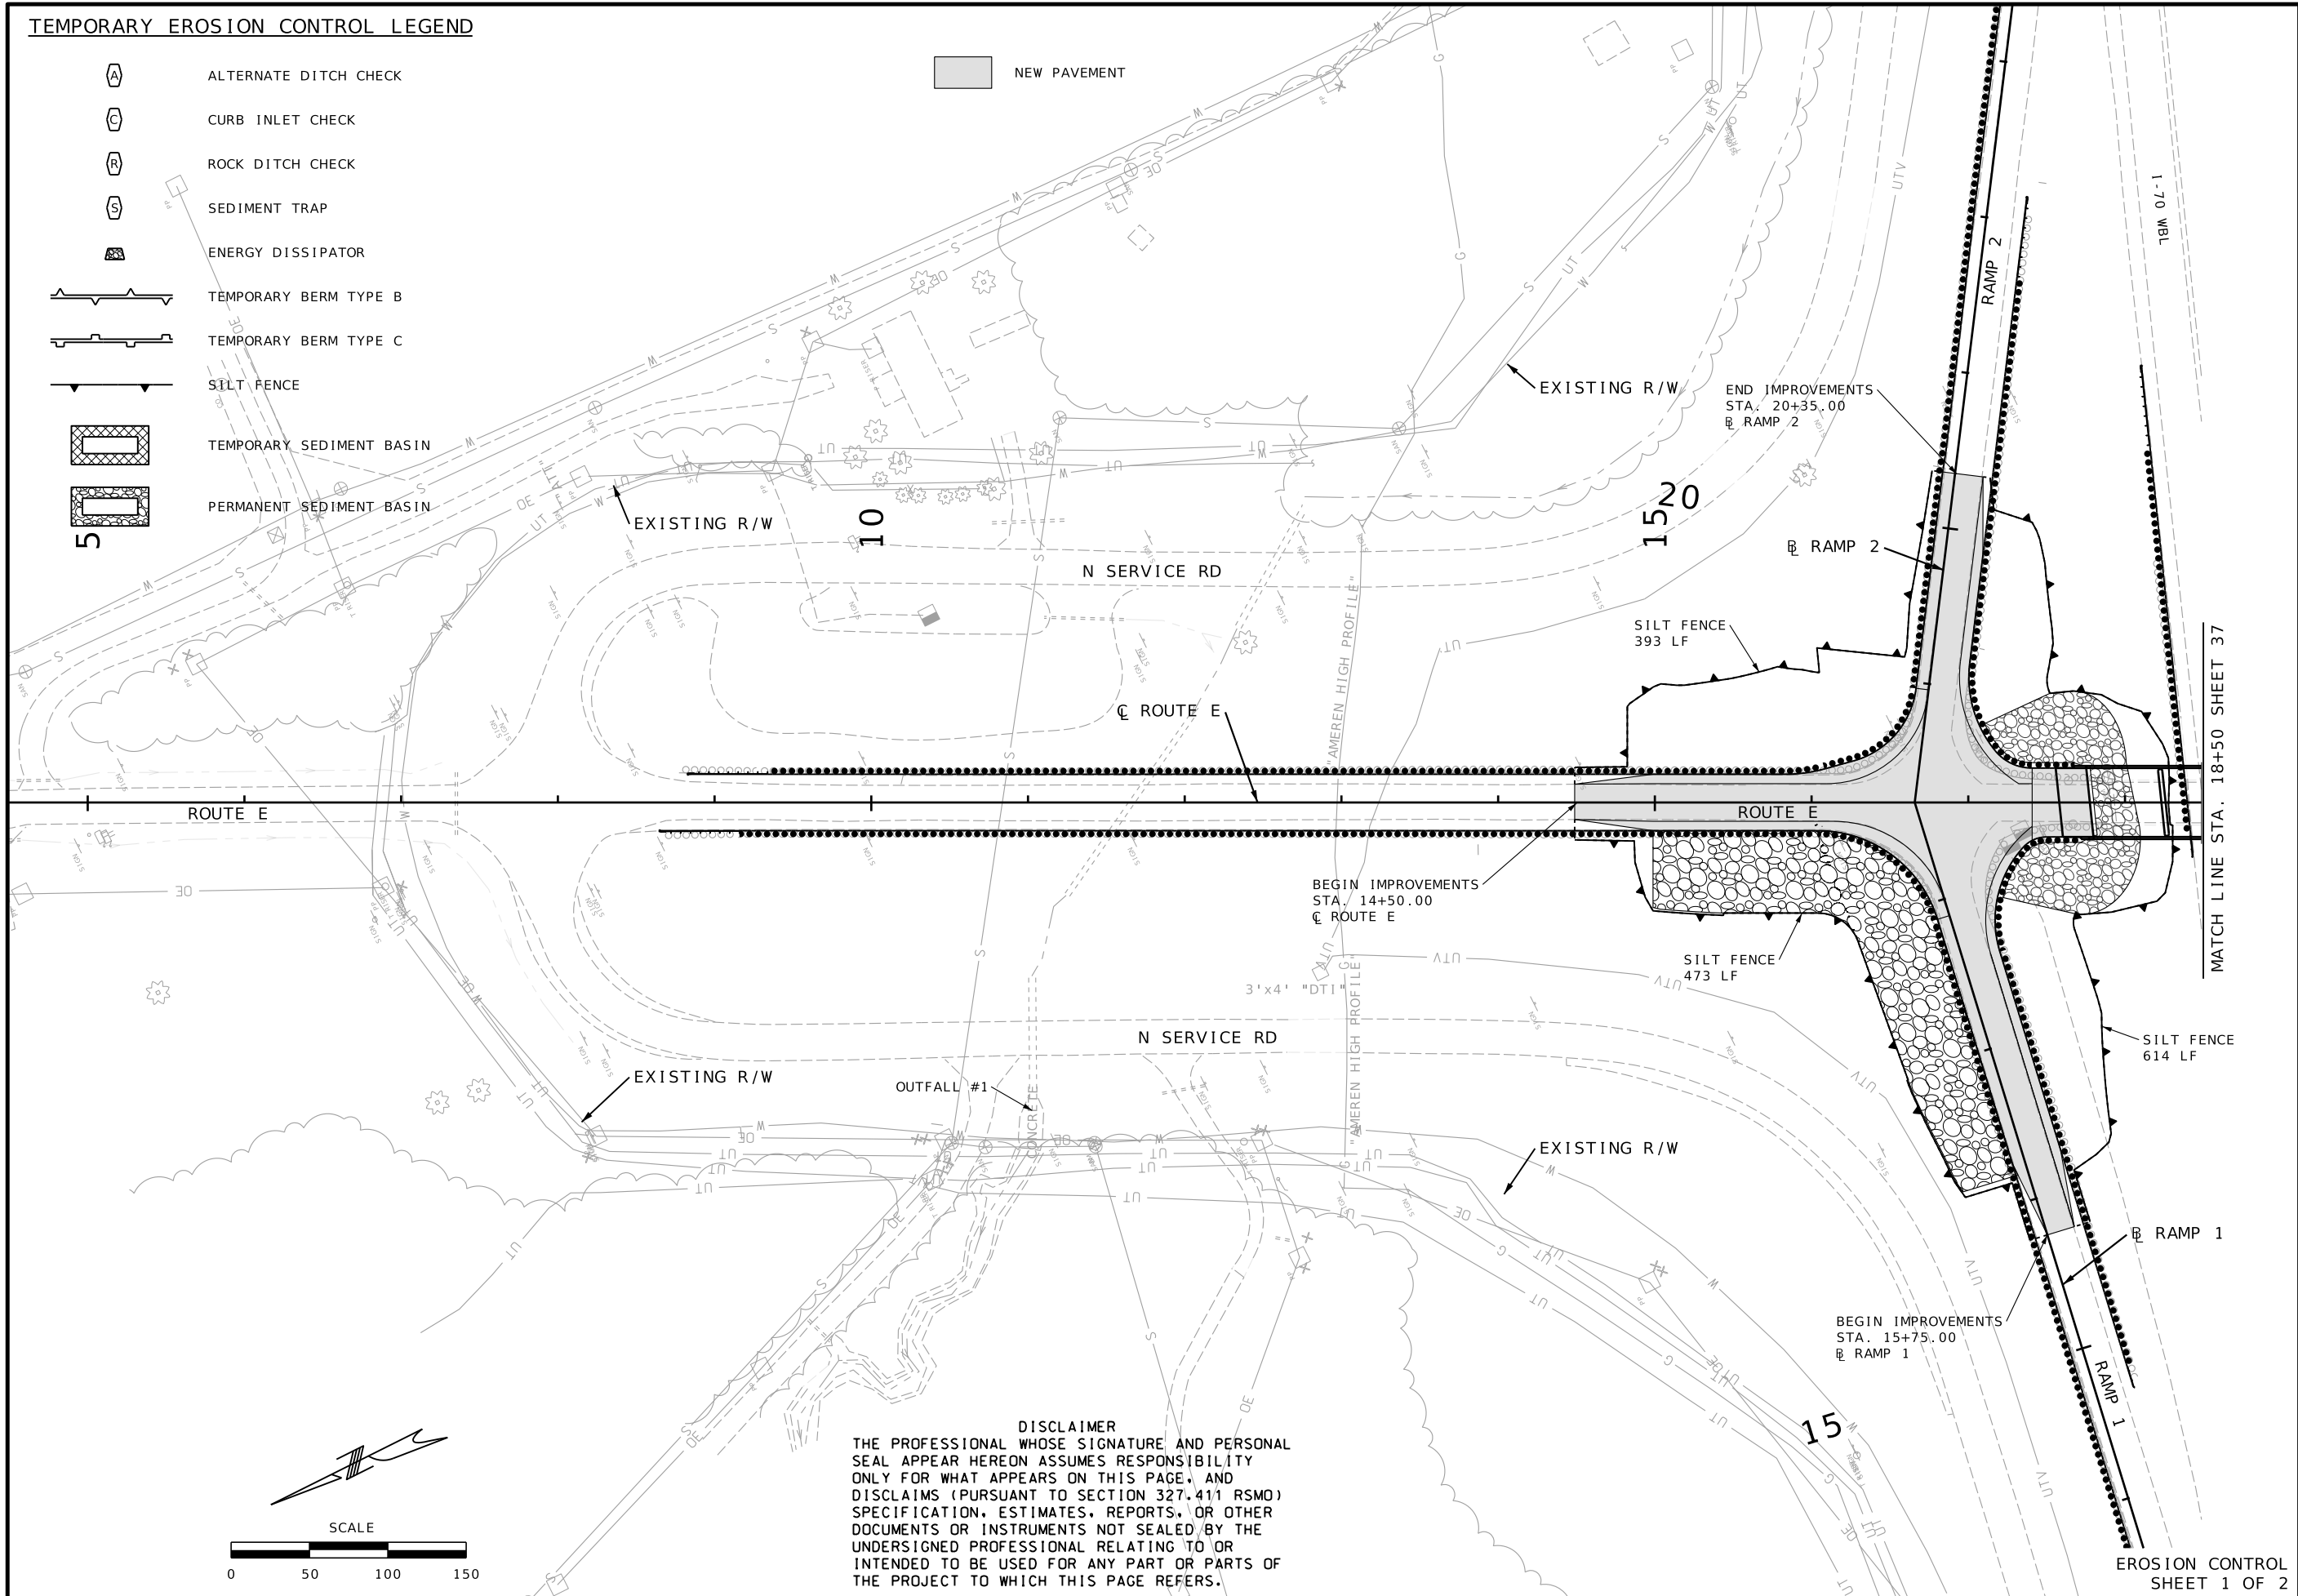 TEMPORARY EROSION CONTROL LEGEND
A ALTERNATE DITCH CHECK
C CURB INLET CHECK
R ROCK DITCH CHECK
S SEDIMENT TRAP
ENERGY DISSIPATOR
TEMPORARY BERM TYPE B
TEMPORARY BERM TYPE C
SILT FENCE
TEMPORARY SEDIMENT BASIN
PERMANENT SEDIMENT BASIN
NEW PAVEMENT
5
10
15
20
EXISTING R/W
EXISTING R/W
END IMPROVEMENTS
STA. 20+35.00
℄ RAMP 2
RAMP 2
I-70 WBL
N SERVICE RD
℄ RAMP 2
SILT FENCE
393 LF
"AMEREN HIGH PROFILE"
℄ ROUTE E
ROUTE E
ROUTE E
MATCH LINE STA. 18+50 SHEET 37
BEGIN IMPROVEMENTS
STA. 14+50.00
℄ ROUTE E
SILT FENCE
473 LF
3'x4' "DTI"
"AMEREN HIGH PROFILE"
N SERVICE RD
SILT FENCE
614 LF
EXISTING R/W
OUTFALL #1
CONCRETE
EXISTING R/W
℄ RAMP 1
BEGIN IMPROVEMENTS
STA. 15+75.00
℄ RAMP 1
RAMP 1
15
DISCLAIMER
THE PROFESSIONAL WHOSE SIGNATURE AND PERSONAL
SEAL APPEAR HEREON ASSUMES RESPONSIBILITY
ONLY FOR WHAT APPEARS ON THIS PAGE, AND
DISCLAIMS (PURSUANT TO SECTION 327.411 RSMO)
SPECIFICATION, ESTIMATES, REPORTS, OR OTHER
DOCUMENTS OR INSTRUMENTS NOT SEALED BY THE
UNDERSIGNED PROFESSIONAL RELATING TO OR
INTENDED TO BE USED FOR ANY PART OR PARTS OF
THE PROJECT TO WHICH THIS PAGE REFERS.
SCALE
0 50 100 150
EROSION CONTROL
SHEET 1 OF 2